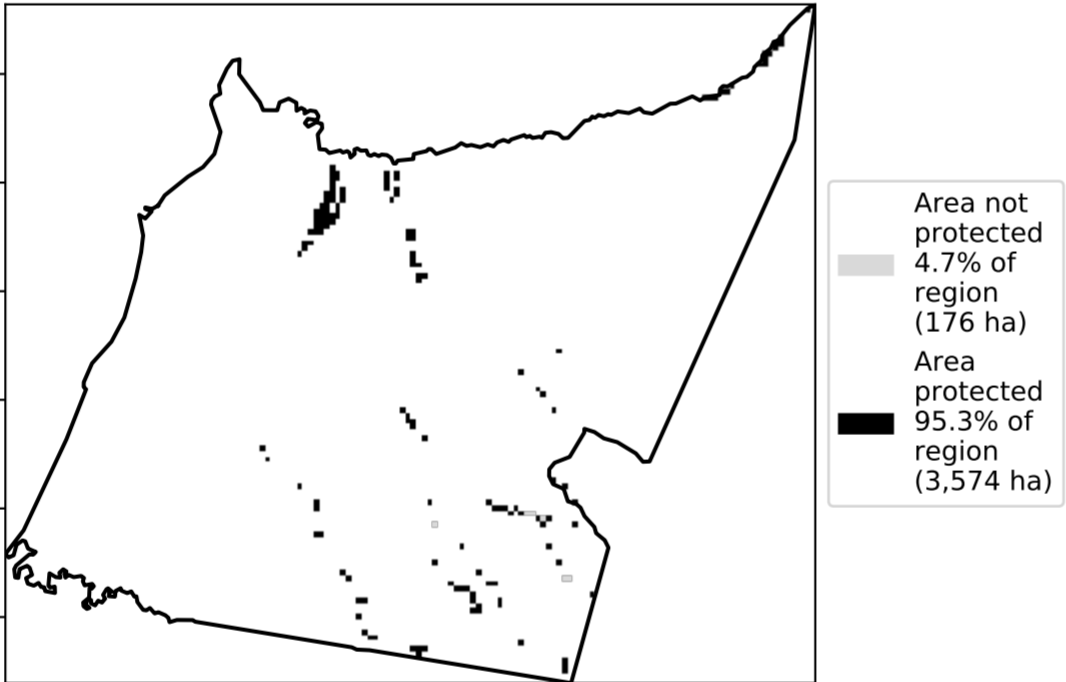 Area not
protected
4.7% of
region
(176 ha)
Area
protected
95.3% of
region
(3,574 ha)